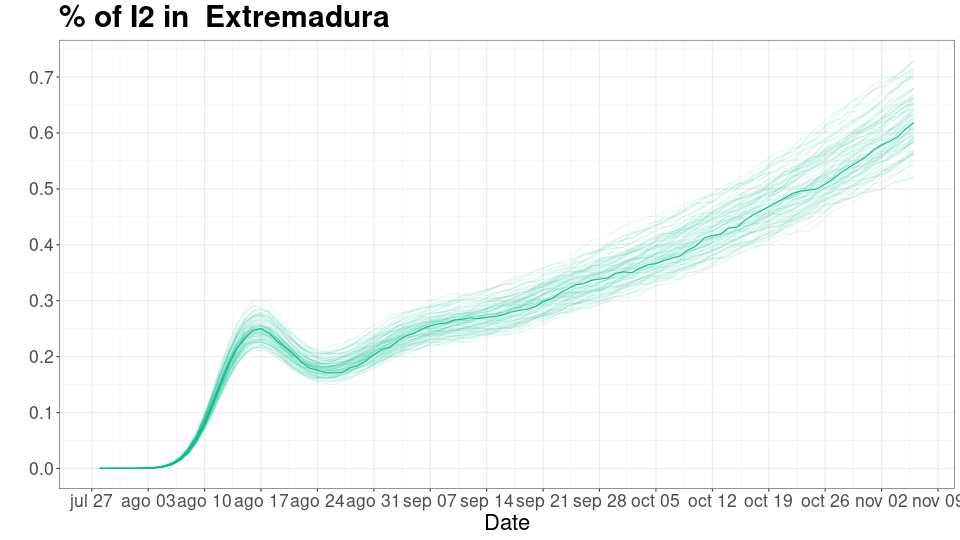 % of I2 in  Extremadura
0.7
0.6
0.5
0.4
0.3
0.2
0.1
0.0
jul 27 ago 03 ago 10 ago 17 ago 24 ago 31 sep 07 sep 14 sep 21 sep 28 oct 05 oct 12 oct 19 oct 26 nov 02 nov 09
Date